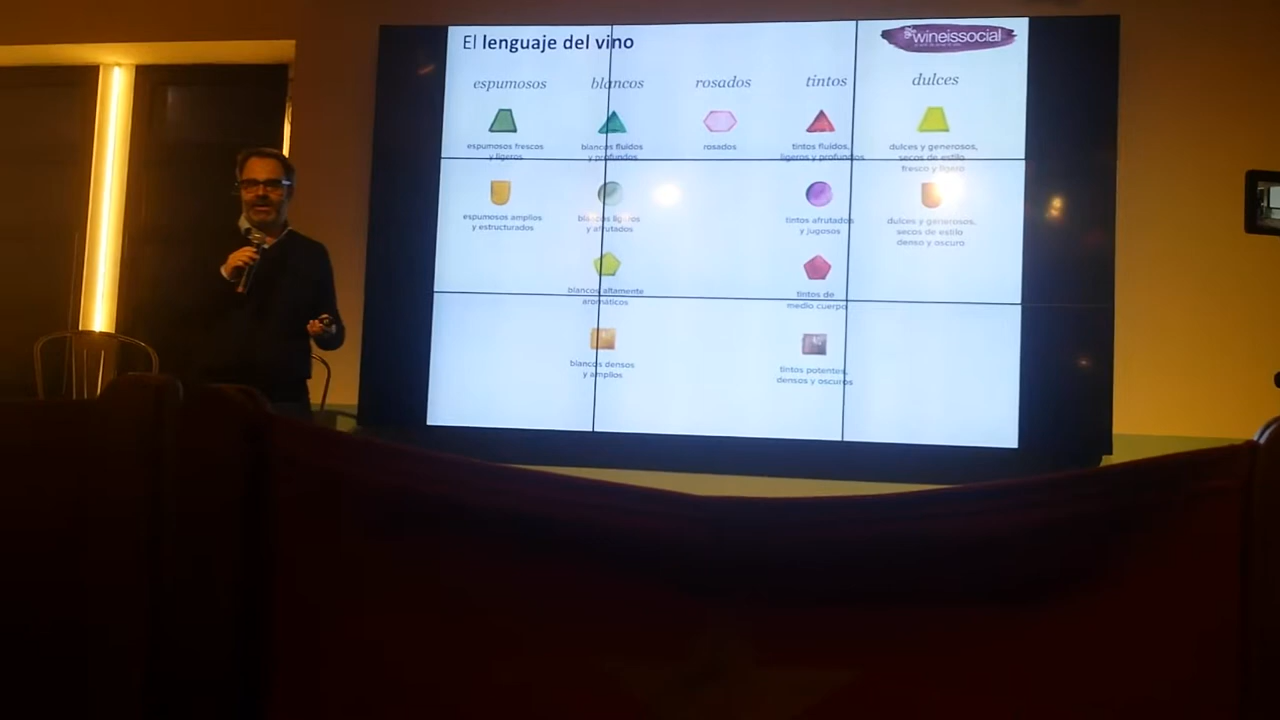 El lenguaje del vino
wineissocial
espumosos
blancos
rosados
tintos
dulces
espumosos frescos
y ligeros
blancos fluidos
y profundos
rosados
tintos fluidos,
ligeros y profundos
dulces y generosos,
secos de estilo
fresco y ligero
espumosos amplios
y estructurados
blancos ligeros
y afrutados
tintos afrutados
y jugosos
dulces y generosos,
secos de estilo
denso y oscuro
blancos altamente
aromáticos
tintos de
medio cuerpo
blancos densos
y amplios
tintos potentes,
densos y oscuros